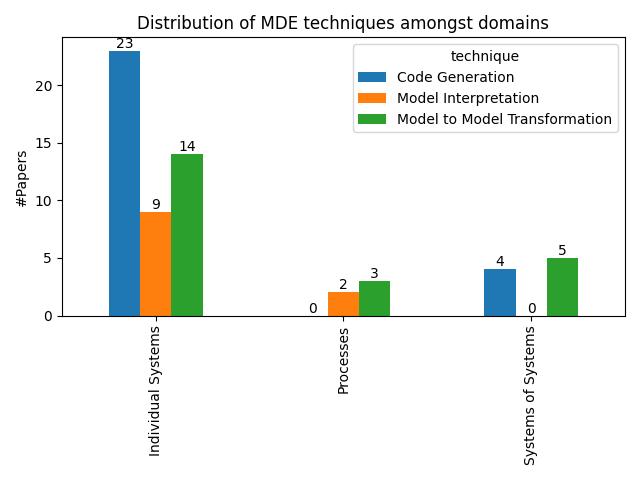 Distribution of MDE techniques amongst domains
technique
Code Generation
Model Interpretation
Model to Model Transformation
#Papers
20
15
10
5
0
23
9
14
0
2
3
4
0
5
Individual Systems
Processes
Systems of Systems